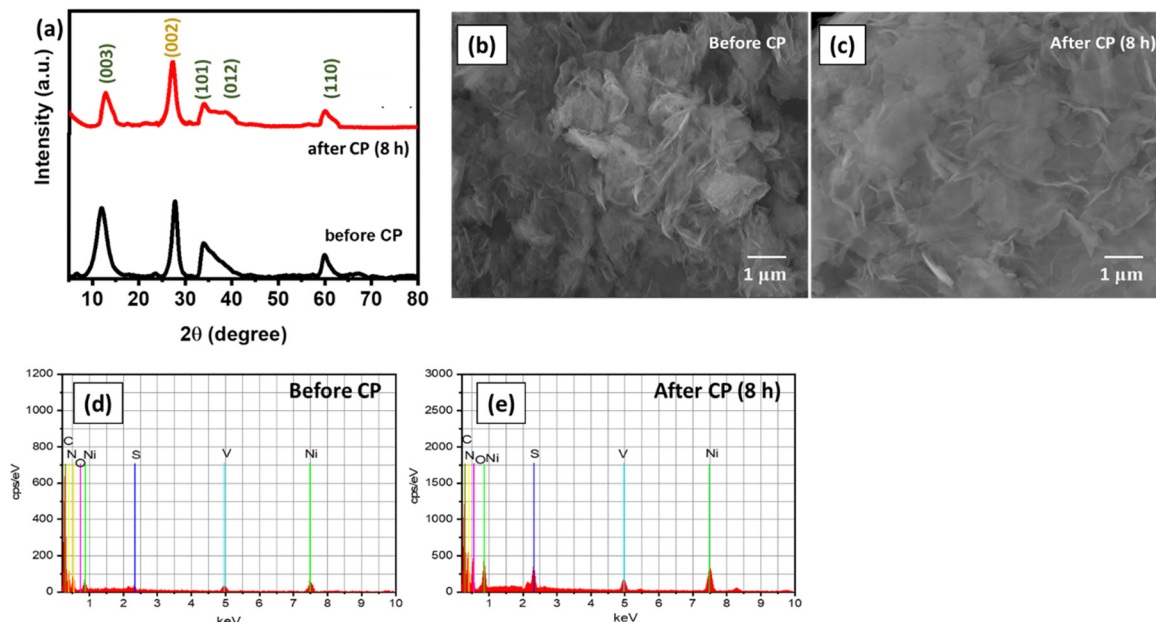 (a)
Intensity (a.u.)
(003)
(002)
(101)
(012)
(110)
after CP (8 h)
before CP
10 20 30 40 50 60 70 80
2θ (degree)
(b)
Before CP
1 μm
(c)
After CP (8 h)
1 μm
(d)
Before CP
1200
1000
800
600
400
200
0
cps/eV
C
N O Ni S V Ni
1 2 3 4 5 6 7 8 9 10
keV
(e)
After CP (8 h)
3000
2500
2000
1500
1000
500
0
cps/eV
C
N O Ni S V Ni
1 2 3 4 5 6 7 8 9 10
keV